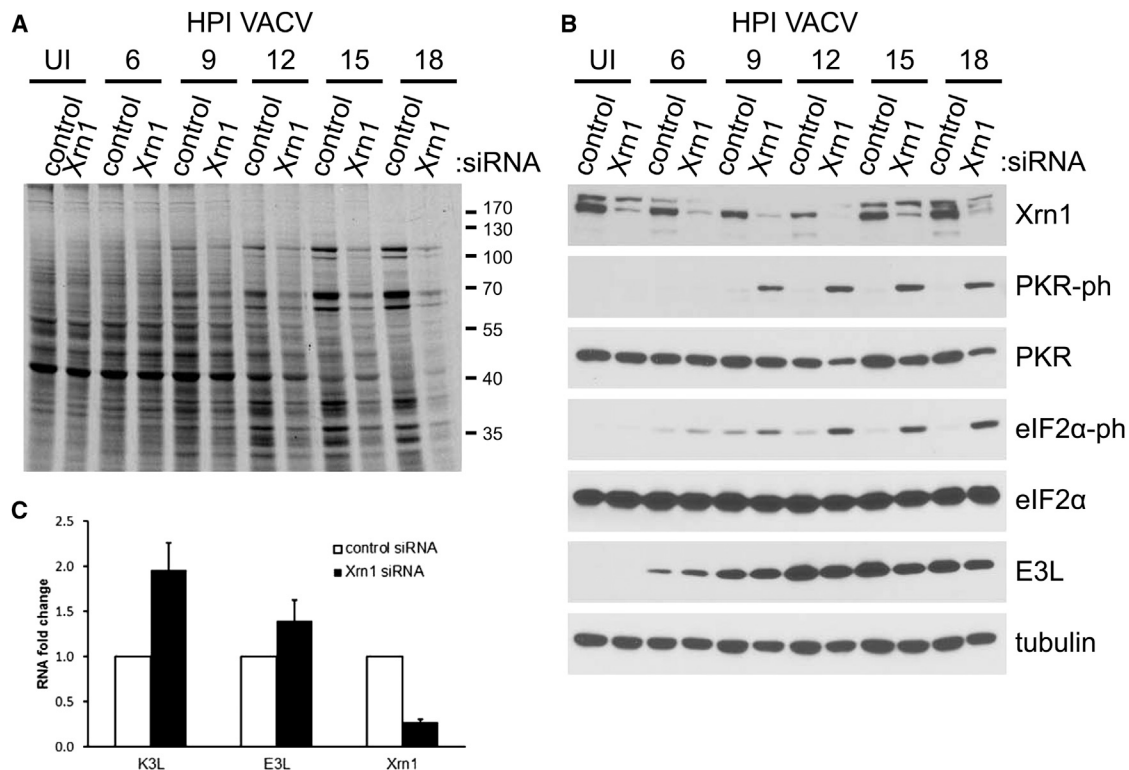 A
HPI VACV
UI 6 9 12 15 18
control Xrn1 control Xrn1 control Xrn1 control Xrn1 control Xrn1 control Xrn1 :siRNA
170
130
100
70
55
40
35
B
HPI VACV
UI 6 9 12 15 18
control Xrn1 control Xrn1 control Xrn1 control Xrn1 control Xrn1 control Xrn1 :siRNA
Xrn1
PKR-ph
PKR
eIF2α-ph
eIF2α
E3L
tubulin
C
RNA fold change
2.5
2.0
1.5
1.0
0.5
0.0
control siRNA
Xrn1 siRNA
K3L E3L Xrn1